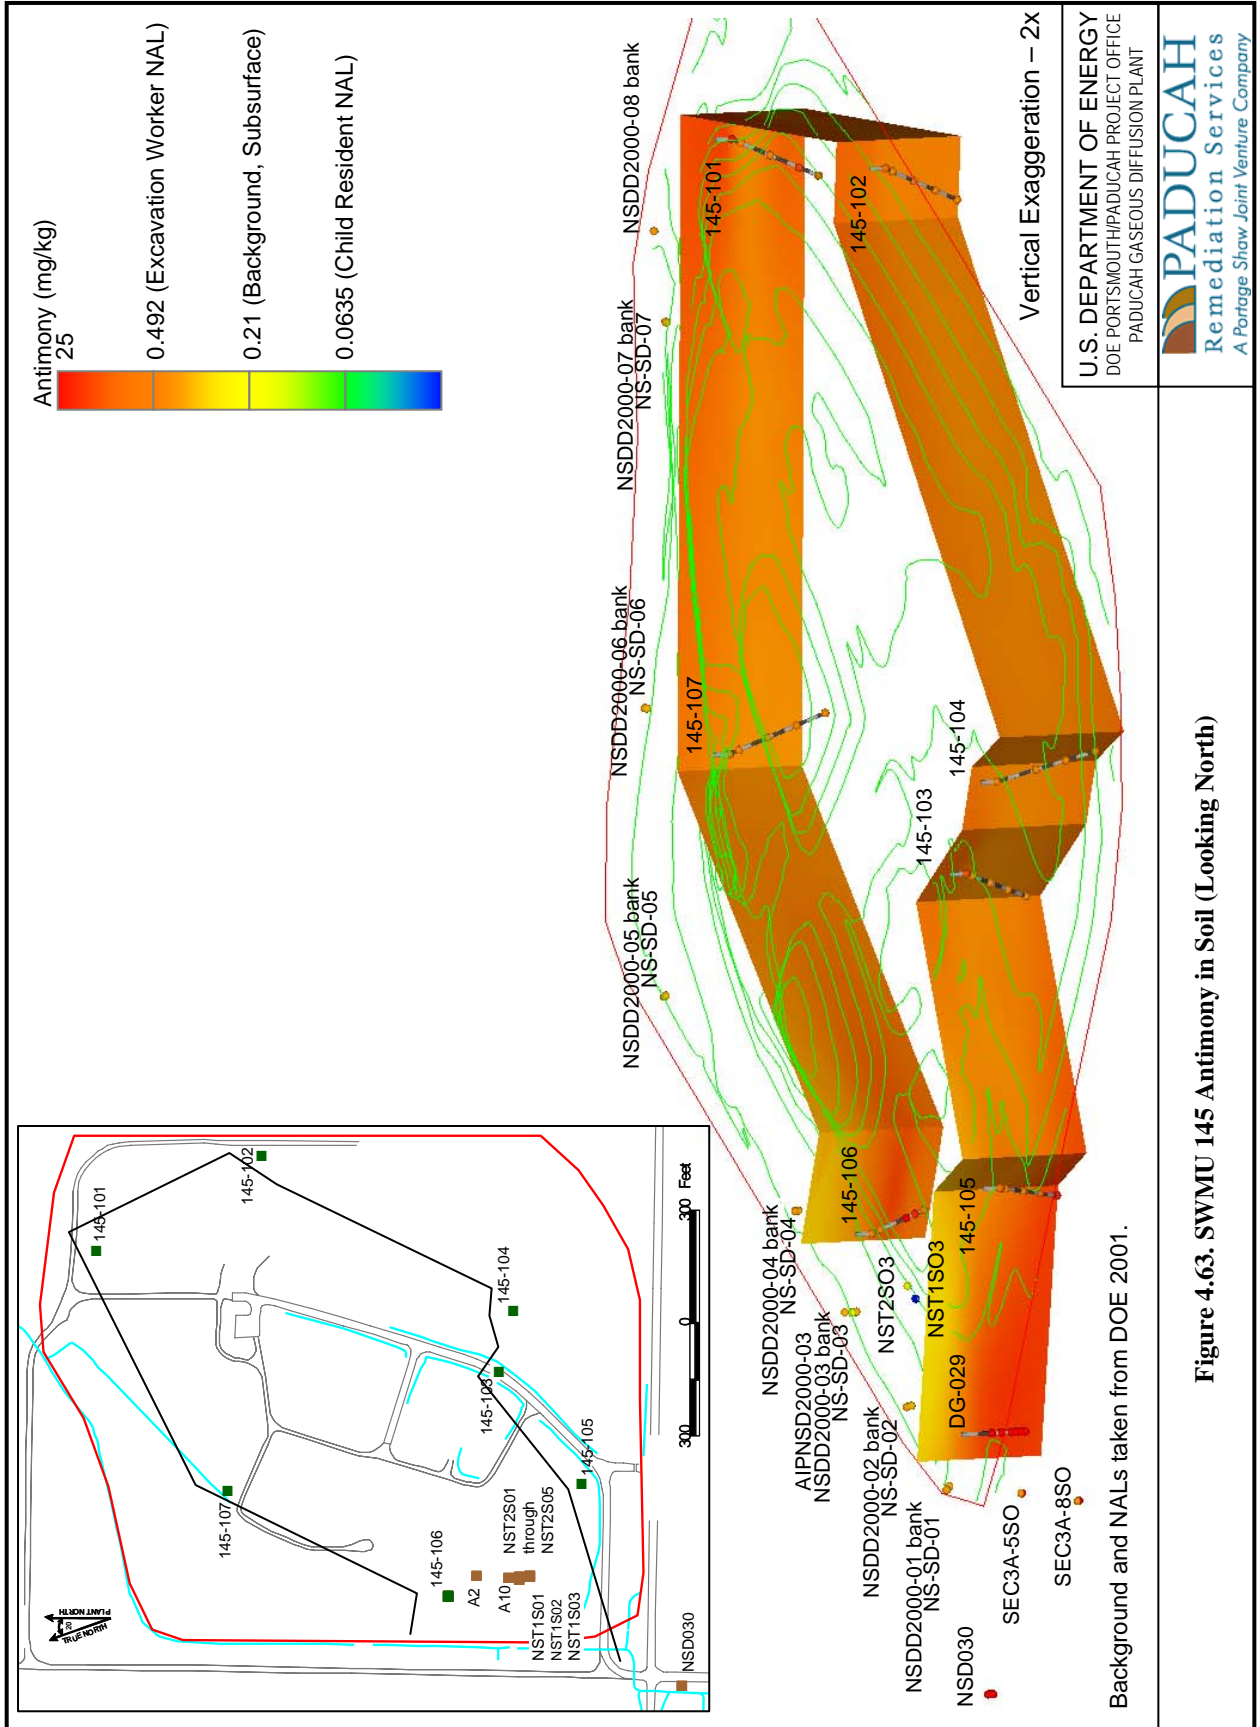 Antimony (mg/kg)
25
0.492 (Excavation Worker NAL)
0.21 (Background, Subsurface)
0.0635 (Child Resident NAL)
TRUE NORTH
PLANT NORTH
20
145-101
145-102
145-107
145-104
145-103
145-106
145-105
A2
A10
NST2S01
through
NST2S05
NST1S01
NST1S02
NST1S03
NSD030
300
0
300 Feet
NSDD2000-08 bank
NSDD2000-07 bank
NS-SD-07
NSDD2000-06 bank
NS-SD-06
NSDD2000-05 bank
NS-SD-05
NSDD2000-04 bank
NS-SD-04
AIPNSD2000-03
NSDD2000-03 bank
NS-SD-03
NSDD2000-02 bank
NS-SD-02
NSDD2000-01 bank
NS-SD-01
NSD030
145-101
145-102
145-107
145-104
145-103
145-106
145-105
NST2SO3
NST1SO3
DG-029
SEC3A-5SO
SEC3A-8SO
Vertical Exaggeration – 2x
Background and NALs taken from DOE 2001.
U.S. DEPARTMENT OF ENERGY
DOE PORTSMOUTH/PADUCAH PROJECT OFFICE
PADUCAH GASEOUS DIFFUSION PLANT
PADUCAH
Remediation Services
A Portage Shaw Joint Venture Company
Figure 4.63. SWMU 145 Antimony in Soil (Looking North)